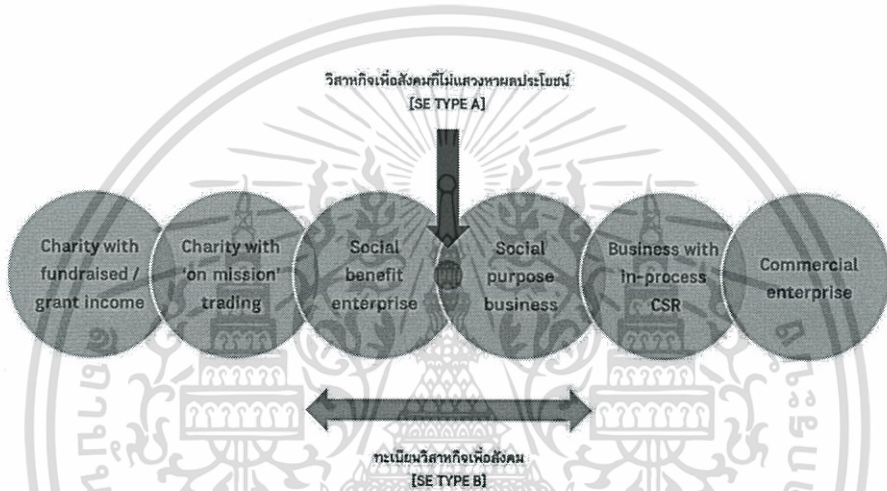 วิสาหกิจเพื่อสังคมที่ไม่แสวงหาผลประโยชน์
[SE TYPE A]
Charity with
fundraised /
grant income
Charity with
'on mission'
trading
Social
benefit
enterprise
Social
purpose
business
Business with
in-process
CSR
Commercial
enterprise
ทะเบียนวิสาหกิจเพื่อสังคม
[SE TYPE B]